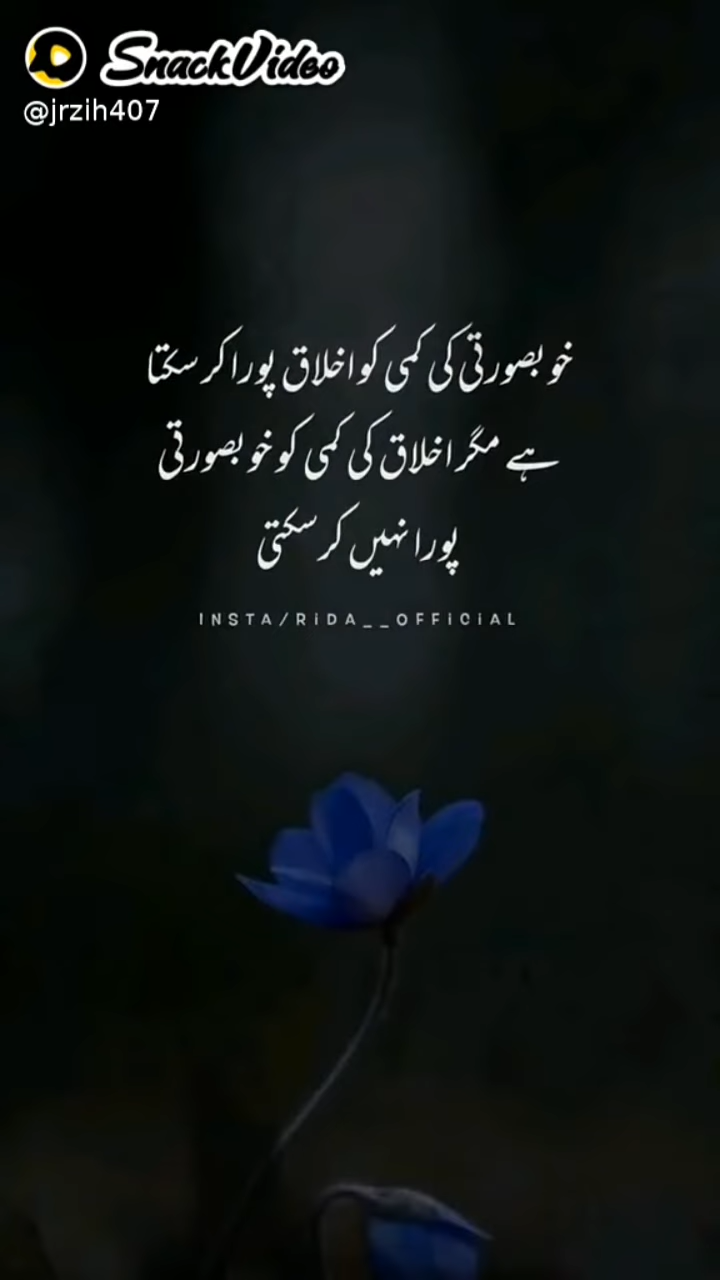 SnackVideo
@jrzih407
خوبصورتی کی کمی کو اخلاق پورا کر سکتا
ہے مگر اخلاق کی کمی کو خوبصورتی
پورا نہیں کر سکتی
INSTA/RiDA__OFFiCiAL